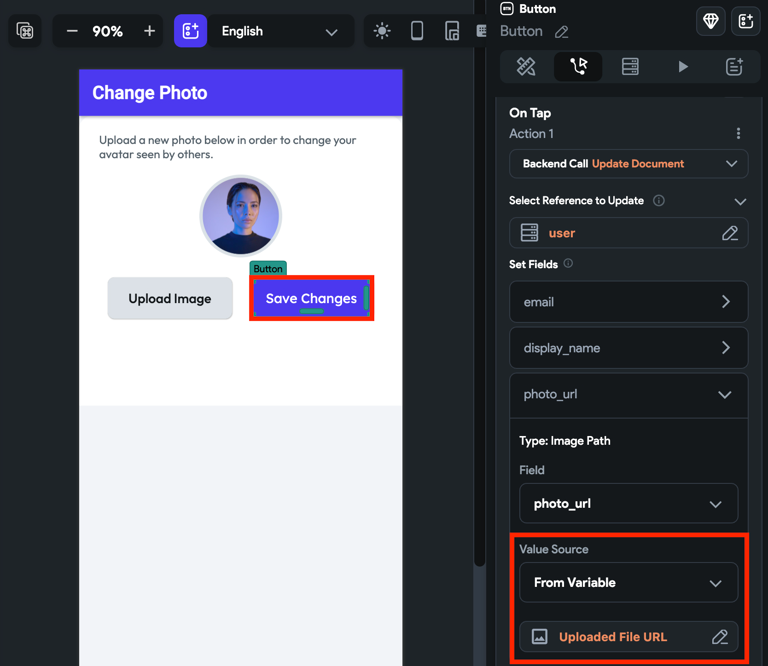 90%
English
Change Photo
Upload a new photo below in order to change your
avatar seen by others.
Button
Upload Image
Save Changes
BTN
Button
Button
On Tap
Action 1
Backend Call Update Document
Select Reference to Update
user
Set Fields
email
display_name
photo_url
Type: Image Path
Field
photo_url
Value Source
From Variable
Uploaded File URL